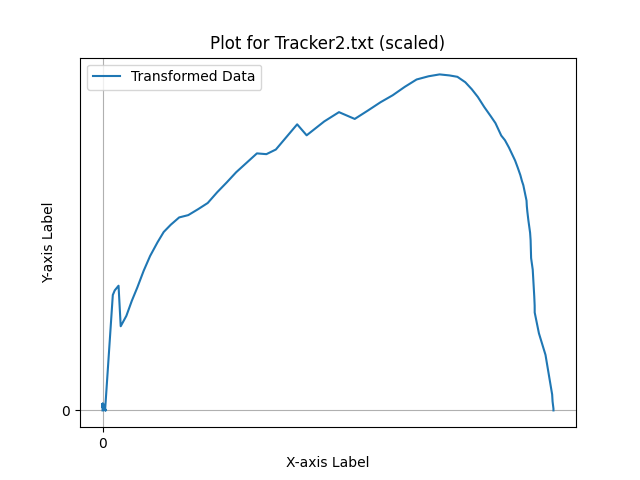 Plot for Tracker2.txt (scaled)
Transformed Data
Y-axis Label
0
0
X-axis Label